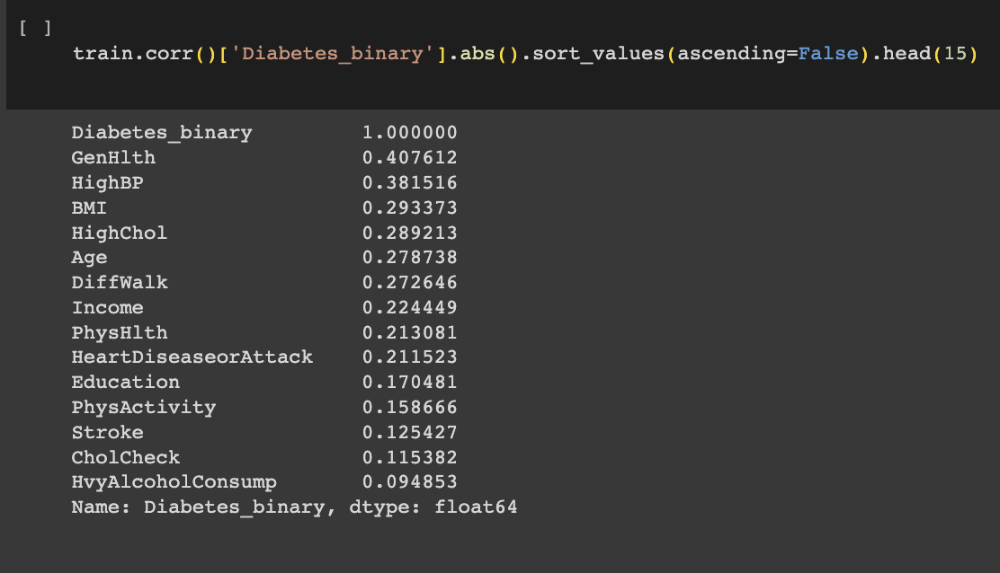 [ ]
train.corr()['Diabetes_binary'].abs().sort_values(ascending=False).head(15)
Diabetes_binary 1.000000
GenHlth 0.407612
HighBP 0.381516
BMI 0.293373
HighChol 0.289213
Age 0.278738
DiffWalk 0.272646
Income 0.224449
PhysHlth 0.213081
HeartDiseaseorAttack 0.211523
Education 0.170481
PhysActivity 0.158666
Stroke 0.125427
CholCheck 0.115382
HvyAlcoholConsump 0.094853
Name: Diabetes_binary, dtype: float64